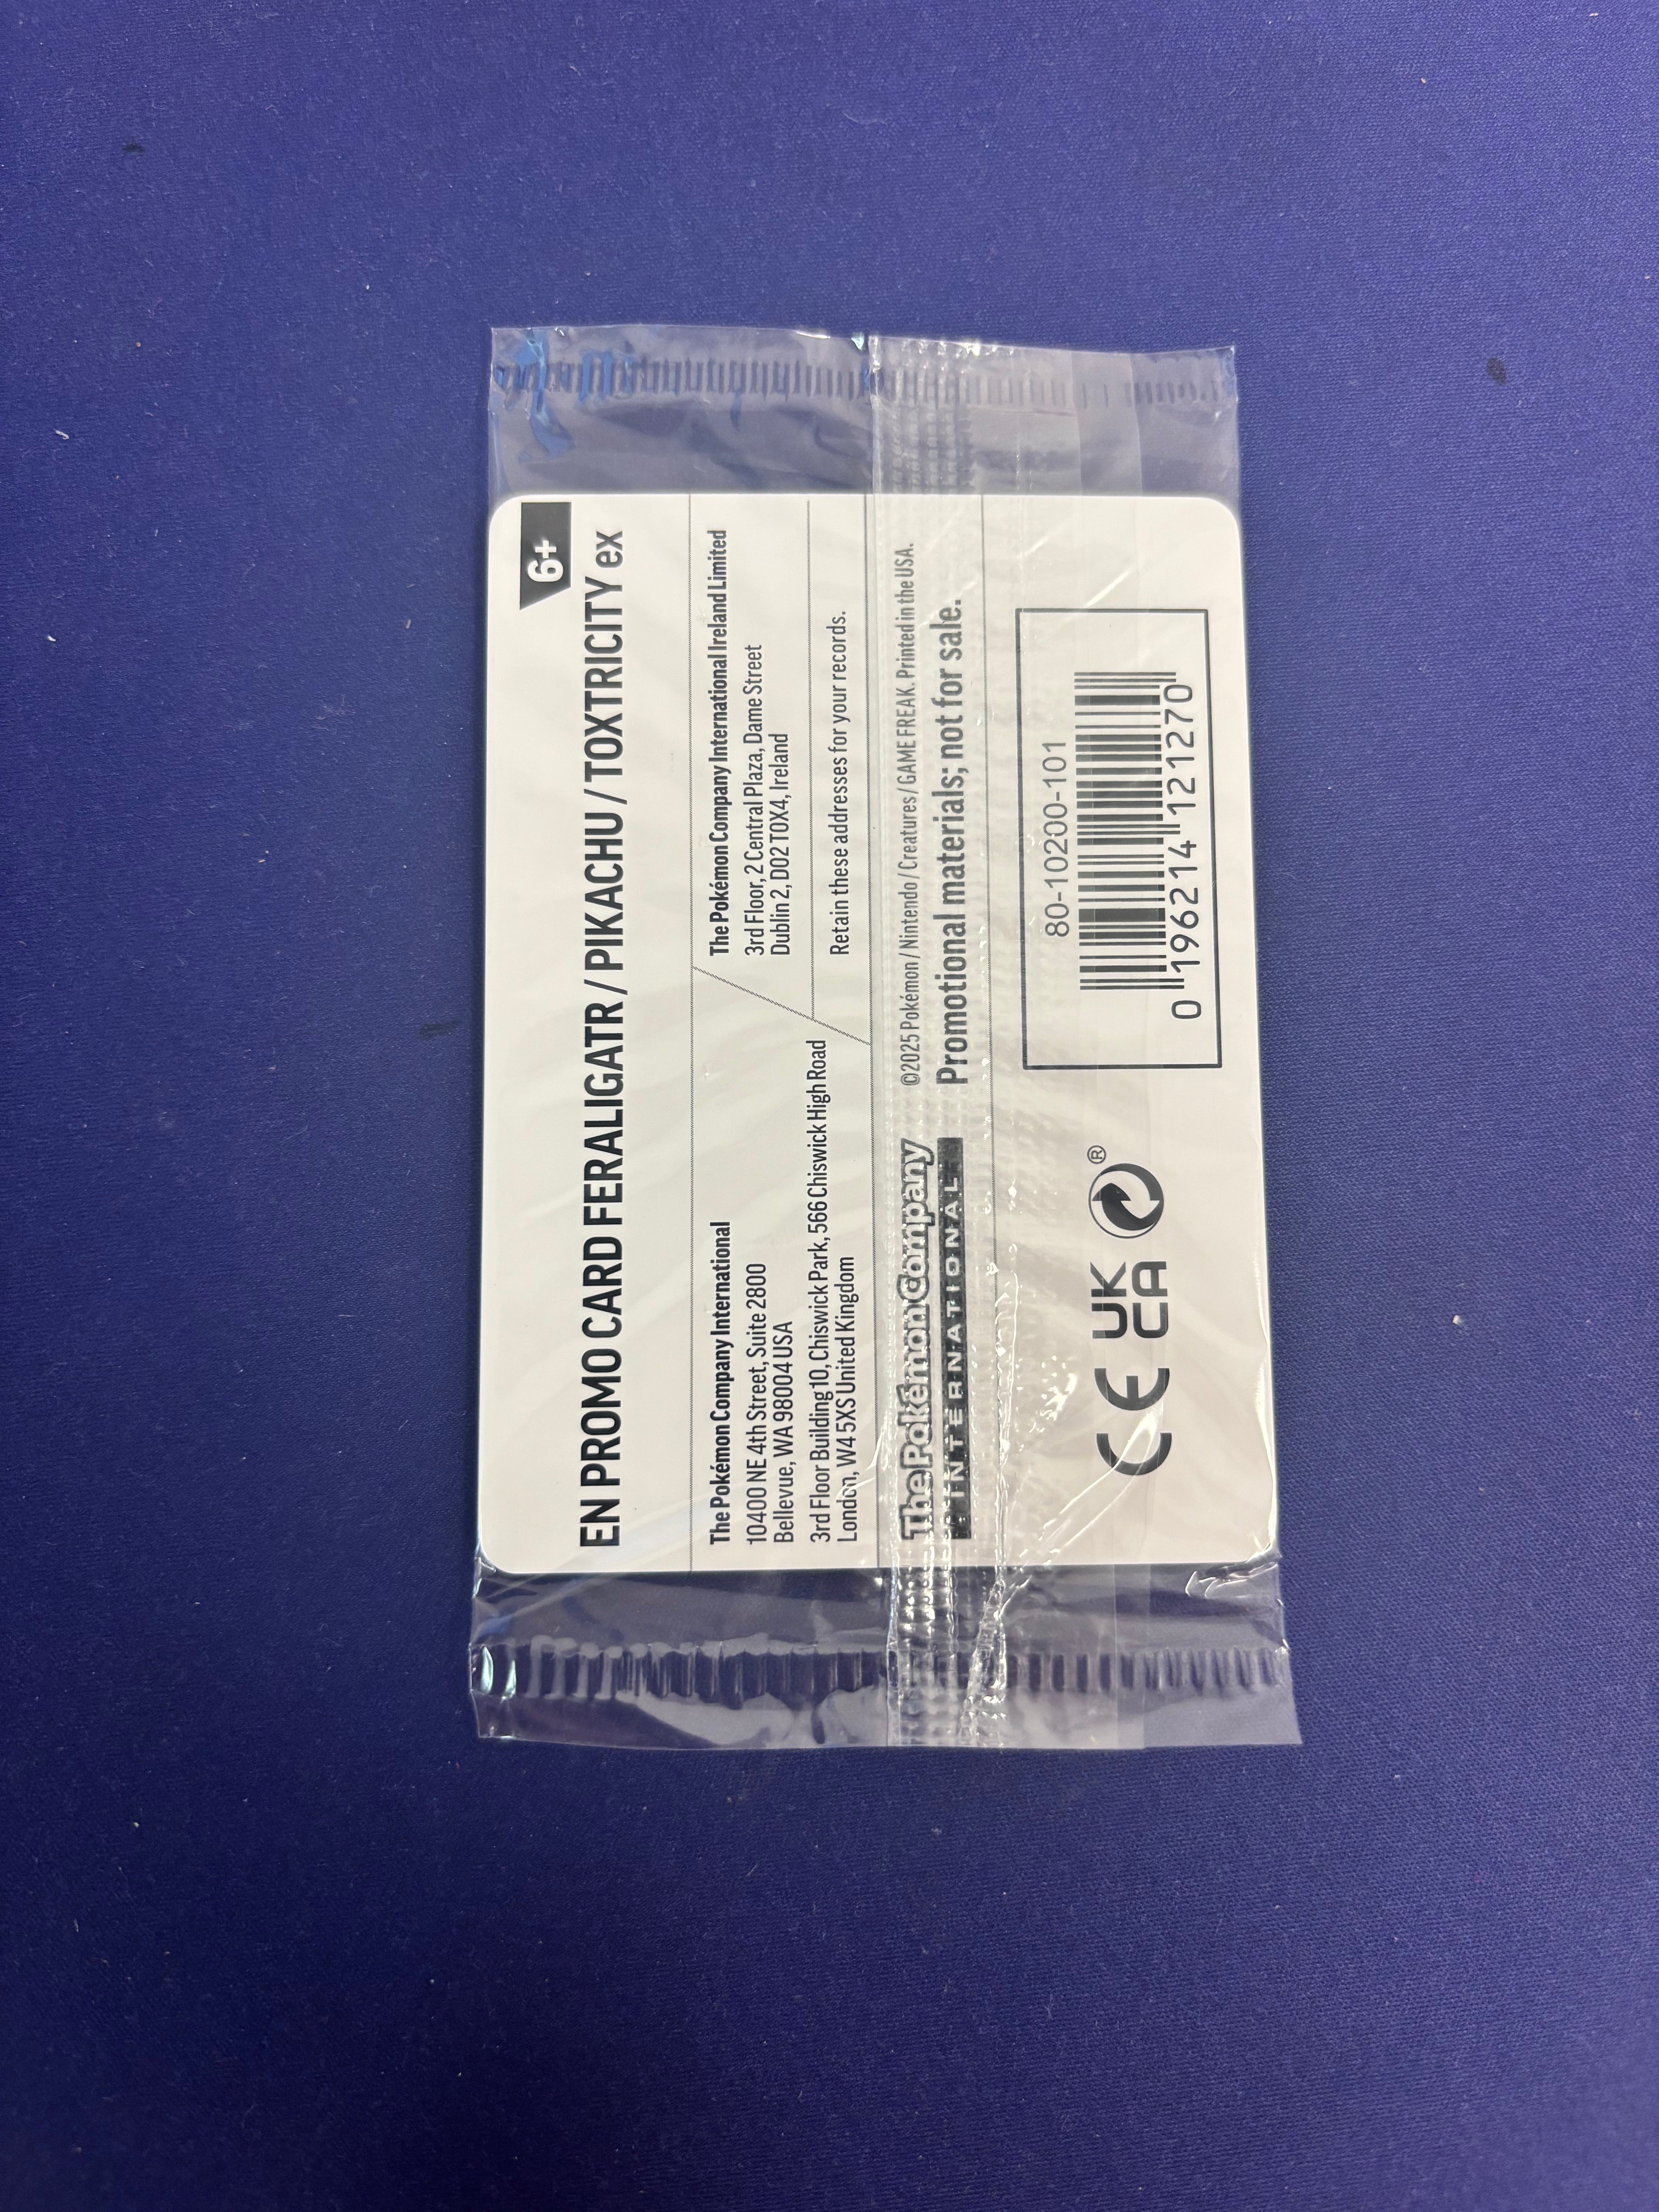 6+
EN PROMO CARD FERALIGATR / PIKACHU / TOXTRICITY ex
The Pokémon Company International
10400 NE 4th Street, Suite 2800
Bellevue, WA 98004 USA
3rd Floor Building 10, Chiswick Park, 566 Chiswick High Road
London, W4 5XS United Kingdom
The Pokémon Company International Ireland Limited
3rd Floor, 2 Central Plaza, Dame Street
Dublin 2, D02 T0X4, Ireland
Retain these addresses for your records.
The Pokémon Company
INTERNATIONAL
©2025 Pokémon / Nintendo / Creatures / GAME FREAK. Printed in the USA.
Promotional materials; not for sale.
CE
UK
CA
®
80-10200-101
0 196214 121270